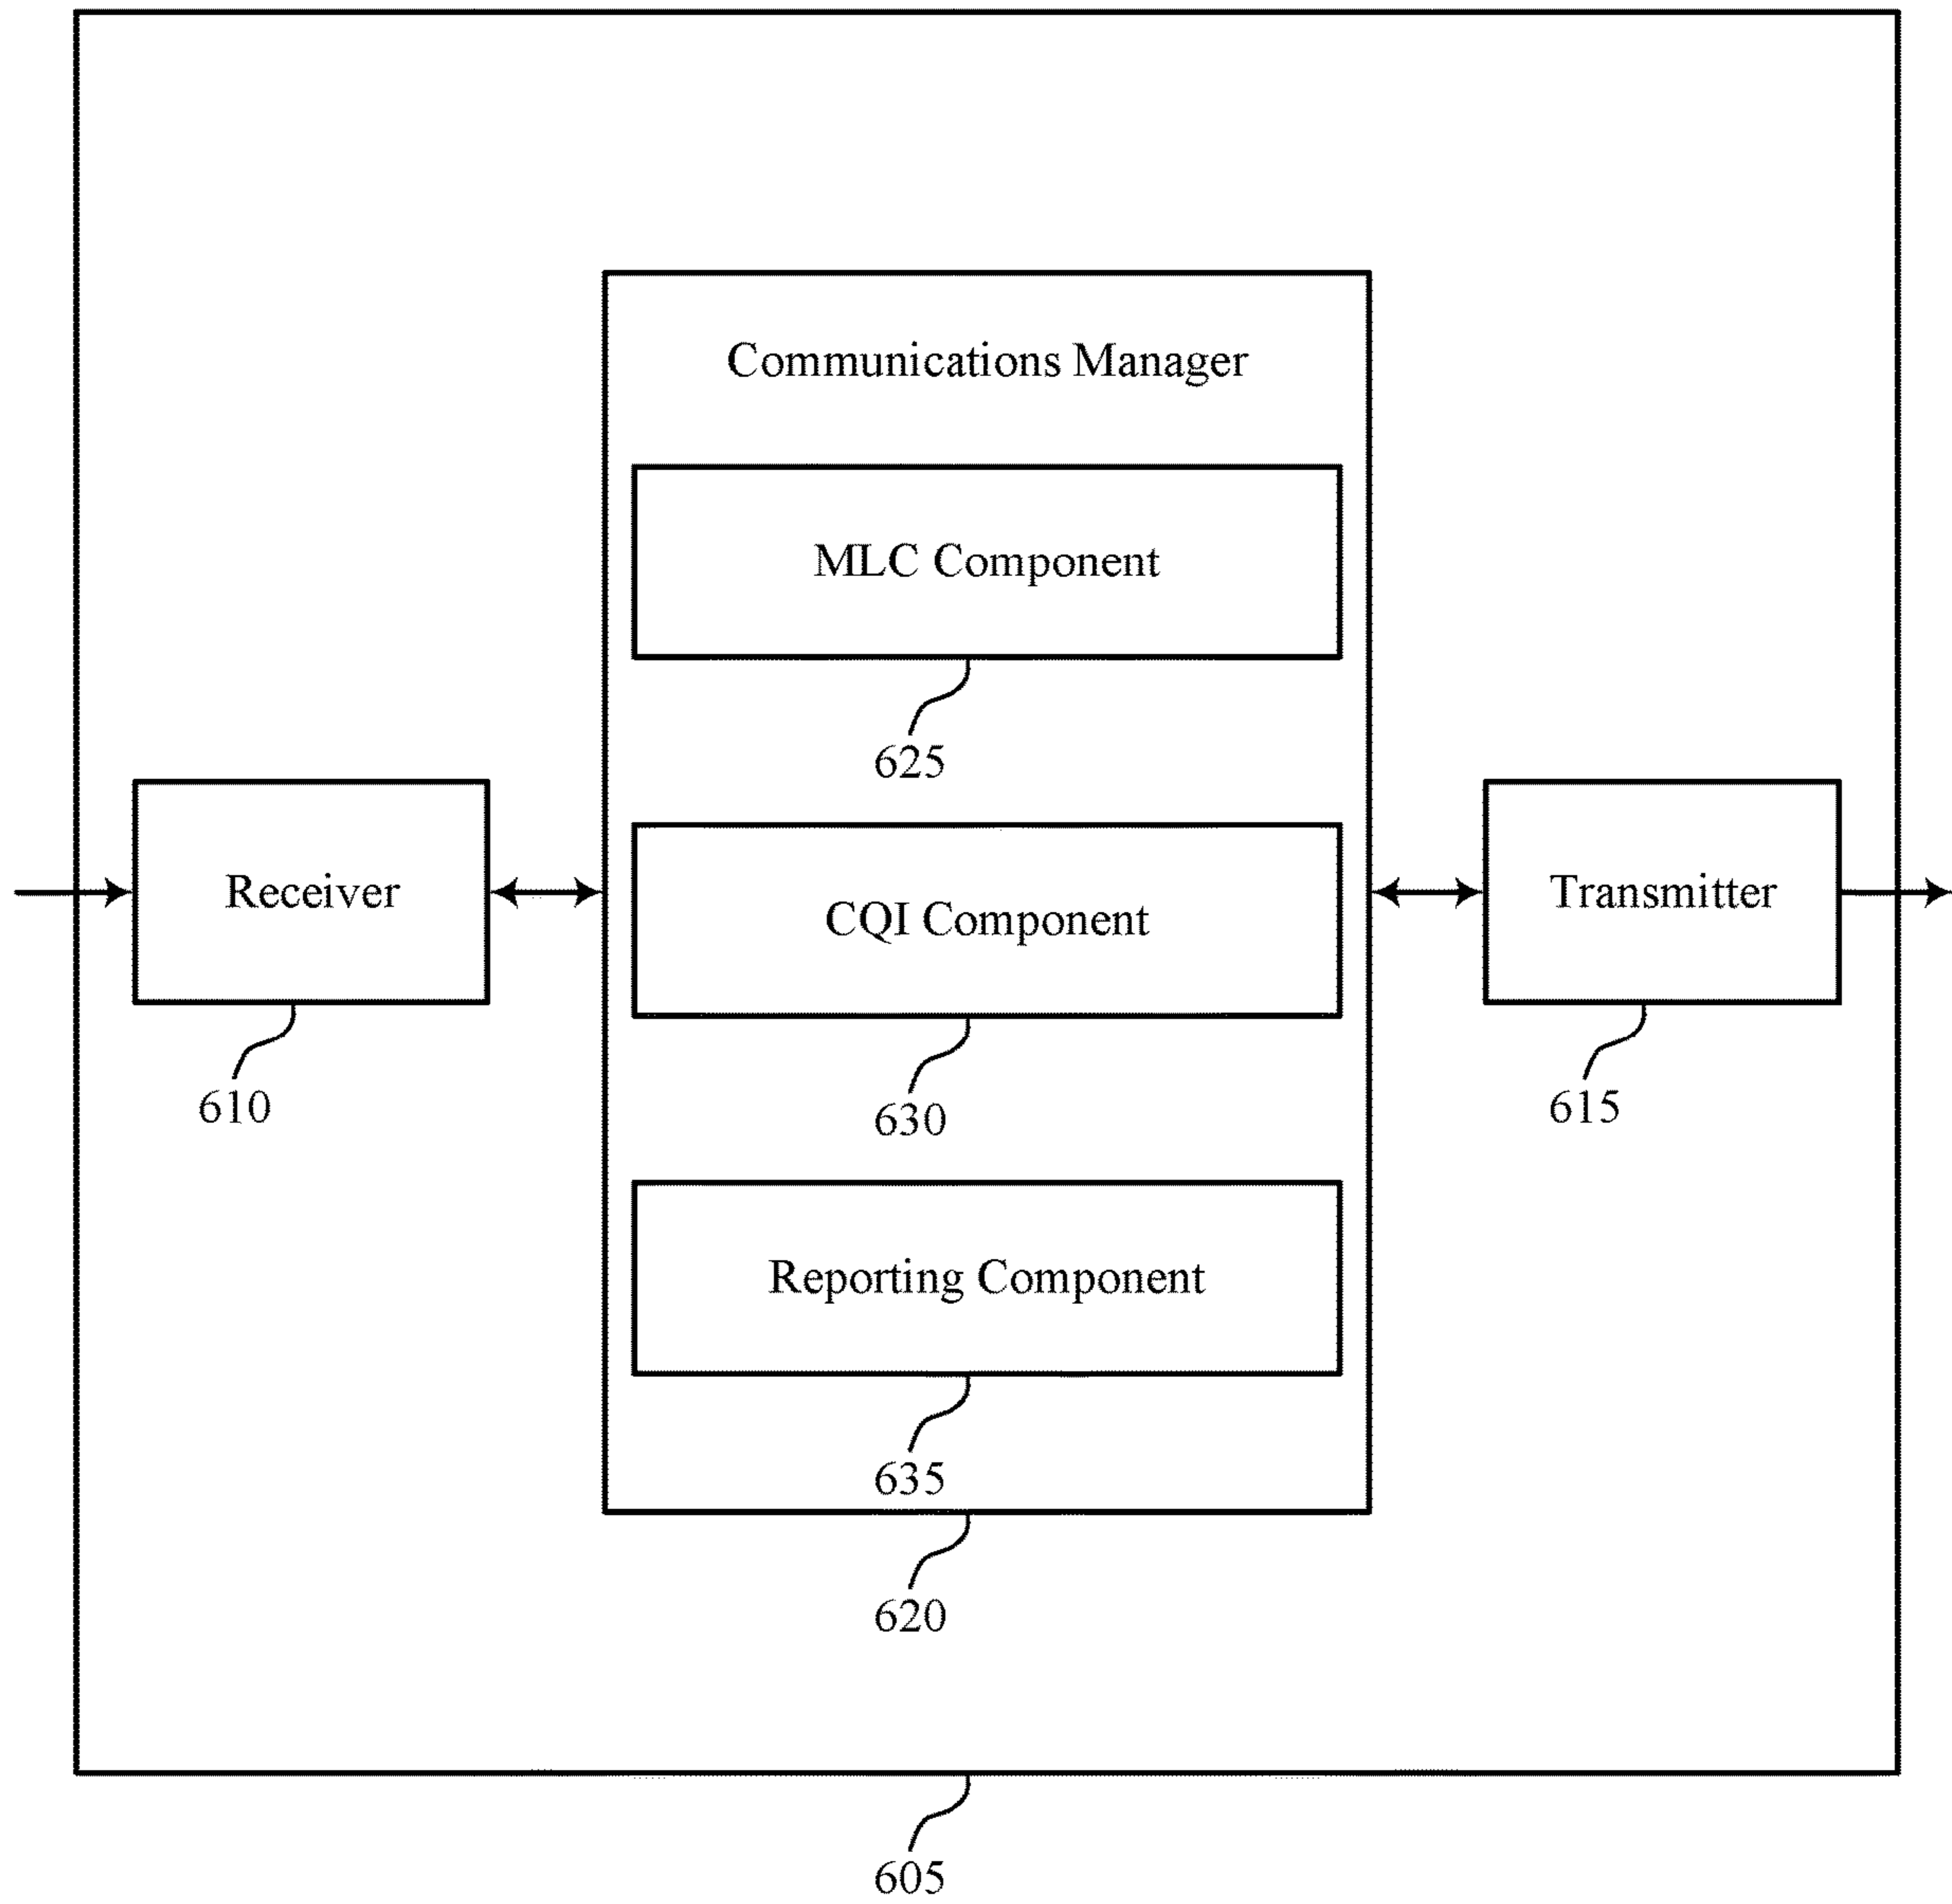 Communications Manager
MLC Component
625
Receiver
610
CQI Component
630
Transmitter
615
Reporting Component
635
620
605